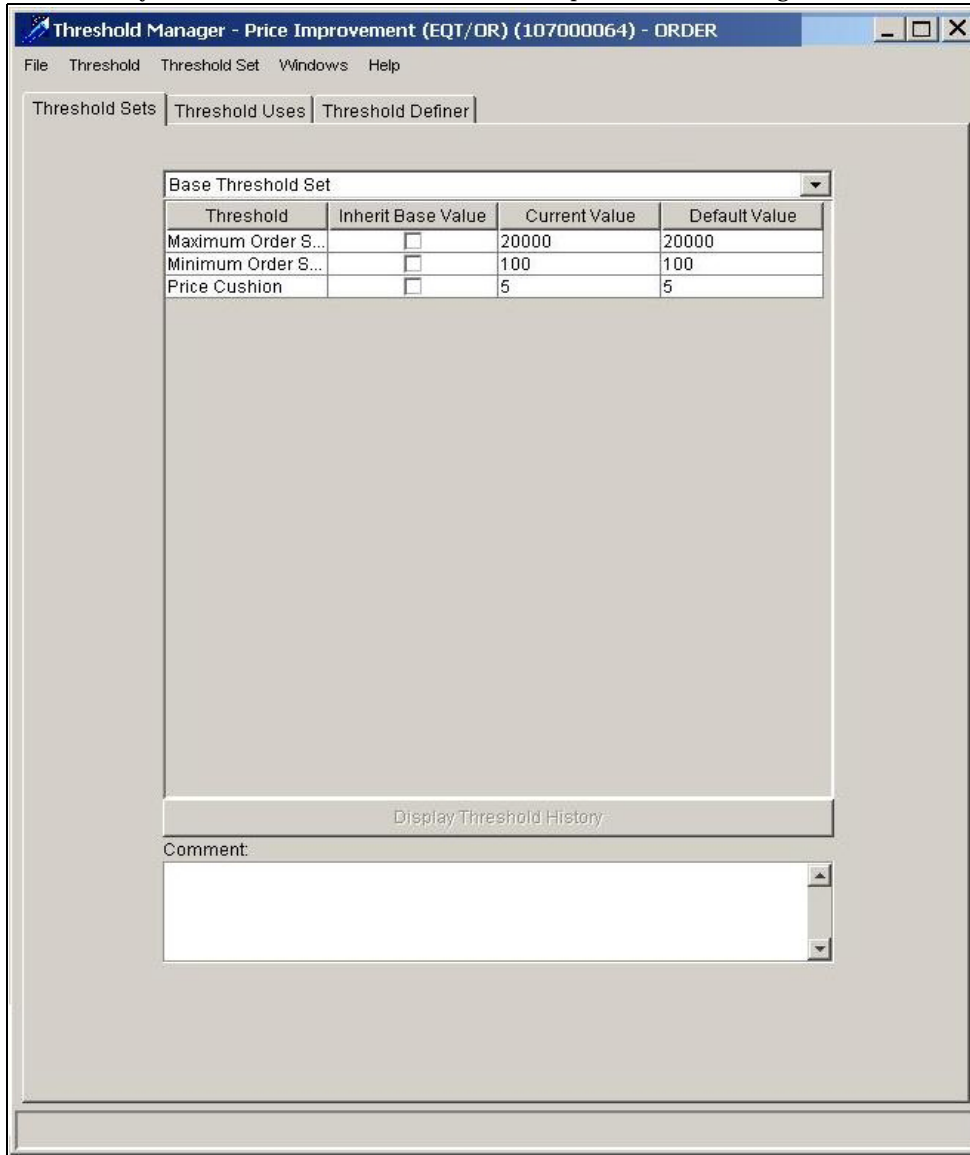 Threshold Manager - Price Improvement (EQT/OR) (107000064) - ORDER
File Threshold Threshold Set Windows Help
Threshold Sets Threshold Uses Threshold Definer
Base Threshold Set
Threshold Inherit Base Value Current Value Default Value
Maximum Order S... 20000 20000
Minimum Order S... 100 100
Price Cushion 5 5
Display Threshold History
Comment: